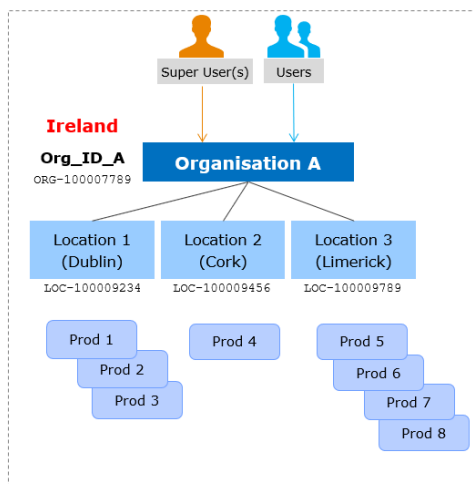 Super User(s)
Users
Ireland
Org_ID_A
ORG-100007789
Organisation A
Location 1
(Dublin)
Location 2
(Cork)
Location 3
(Limerick)
LOC-100009234
LOC-100009456
LOC-100009789
Prod 1
Prod 2
Prod 3
Prod 4
Prod 5
Prod 6
Prod 7
Prod 8